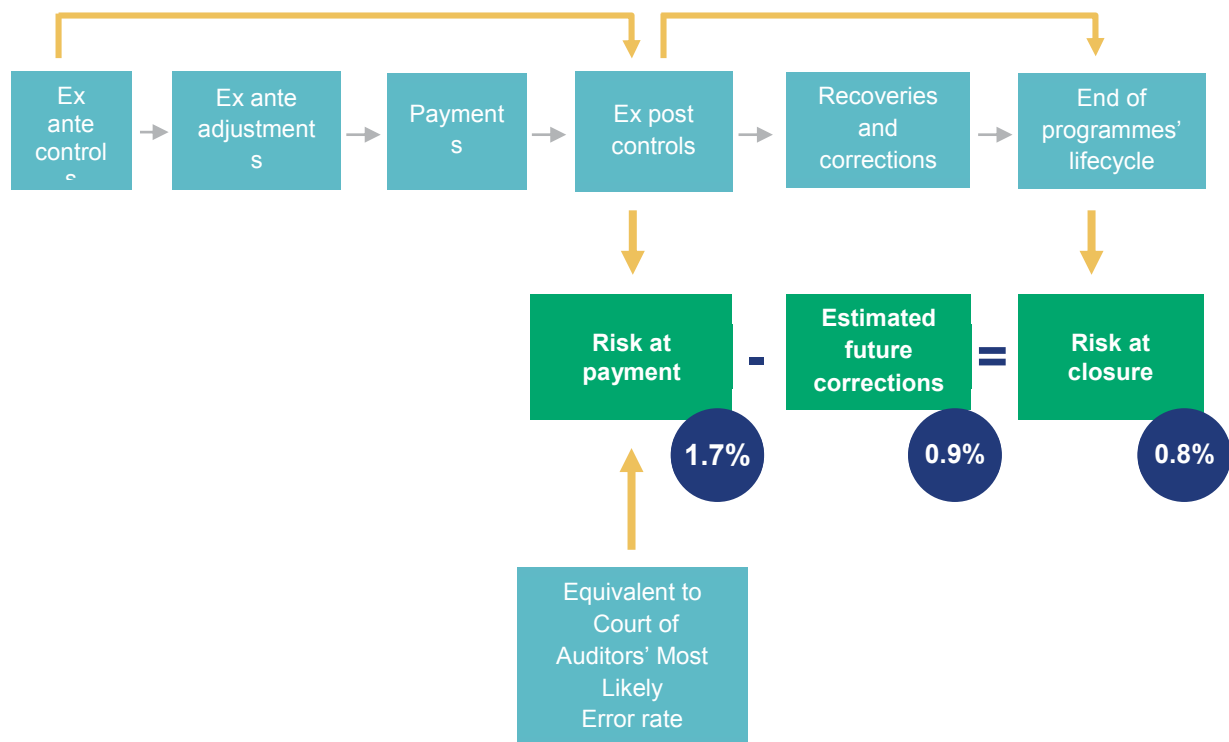 Ex
ante
control
s
Ex ante
adjustment
s
Payment
s
Ex post
controls
Recoveries
and
corrections
End of
programmes’
lifecycle
Risk at
payment
-
Estimated
future
corrections
=
Risk at
closure
1.7%
0.9%
0.8%
Equivalent to
Court of
Auditors’ Most
Likely
Error rate